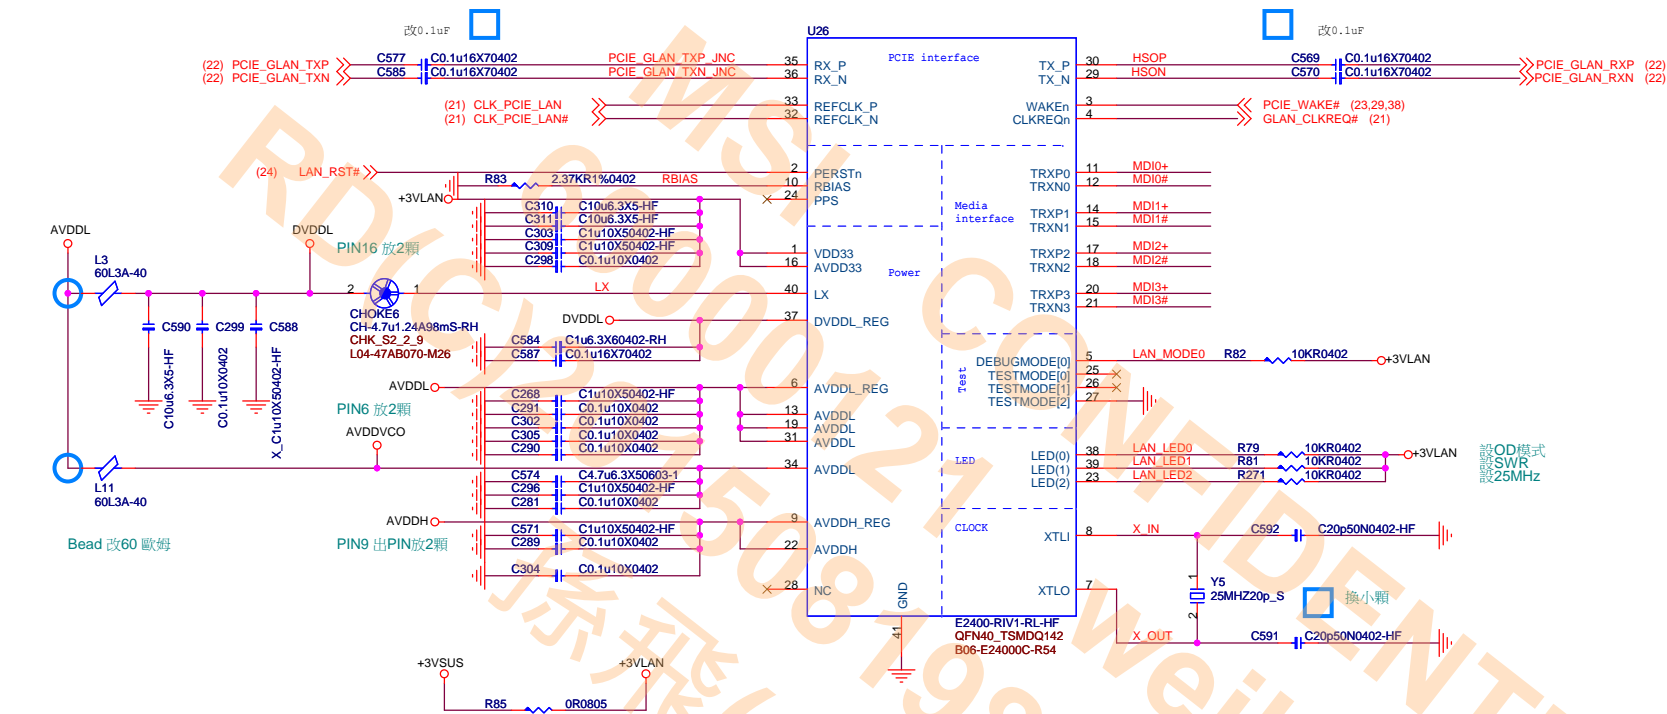 改0.1uF
改0.1uF
U26
PCIE interface
(22) PCIE_GLAN_TXP C577 C0.1u16X70402 PCIE_GLAN_TXP_JNC 35 RX_P
(22) PCIE_GLAN_TXN C585 C0.1u16X70402 PCIE_GLAN_TXN_JNC 36 RX_N
TX_P 30 HSOP C569 C0.1u16X70402 PCIE_GLAN_RXP (22)
TX_N 29 HSON C570 C0.1u16X70402 PCIE_GLAN_RXN (22)
(21) CLK_PCIE_LAN 33 REFCLK_P
(21) CLK_PCIE_LAN# 32 REFCLK_N
WAKEn 3 PCIE_WAKE# (23,29,38)
CLKREQn 4 GLAN_CLKREQ# (21)
(24) LAN_RST# 2 PERSTn
R83 2.37KR1%0402 RBIAS 10 RBIAS
+3VLAN 24 PPS
TRXP0 11 MDI0+
TRXN0 12 MDI0#
C310 C10u6.3X5-HF
C311 C10u6.3X5-HF
C303 C1u10X50402-HF
C309 C1u10X50402-HF
C298 C0.1u10X0402
Media
interface
TRXP1 14 MDI1+
TRXN1 15 MDI1#
AVDDL
DVDDL
PIN16 放2顆
1 VDD33
16 AVDD33
TRXP2 17 MDI2+
TRXN2 18 MDI2#
L3
60L3A-40
Power
2 1 LX 40 LX
TRXP3 20 MDI3+
TRXN3 21 MDI3#
CHOKE6
CH-4.7u1.24A98mS-RH
CHK_S2_2_9
L04-47AB070-M26
DVDDL 37 DVDDL_REG
C590 C299 C588
C10u6.3X5-HF
C0.1u10X0402
X_C1u10X50402-HF
C584 C1u6.3X60402-RH
C587 C0.1u16X70402
Test
DEBUGMODE[0] 5 LAN_MODE0 R82 10KR0402 +3VLAN
TESTMODE[0] 25
TESTMODE[1] 26
TESTMODE[2] 27
AVDDL 6 AVDDL_REG
PIN6 放2顆
C268 C1u10X50402-HF
C291 C0.1u10X0402
C302 C0.1u10X0402
C305 C0.1u10X0402
C290 C0.1u10X0402
13 AVDDL
19 AVDDL
31 AVDDL
AVDDVCO
34 AVDDL
LED
LED(0) 38 LAN_LED0 R79 10KR0402 +3VLAN
LED(1) 39 LAN_LED1 R81 10KR0402
LED(2) 23 LAN_LED2 R271 10KR0402
設OD模式
設SWR
設25MHz
L11
60L3A-40
C574 C4.7u6.3X50603-1
C296 C1u10X50402-HF
C281 C0.1u10X0402
AVDDH 9 AVDDH_REG
CLOCK
Bead 改60 歐姆
PIN9 出PIN放2顆
C571 C1u10X50402-HF
C289 C0.1u10X0402
22 AVDDH
C304 C0.1u10X0402
28 NC
XTLI 8 X_IN C592 C20p50N0402-HF
1
Y5
25MHZ20p_S
2
換小顆
XTLO 7
X_OUT C591 C20p50N0402-HF
GND
41
E2400-RIV1-RL-HF
QFN40_TSMDQ142
B06-E24000C-R54
+3VSUS +3VLAN
R85 0R0805
MSI CONFIDENTI